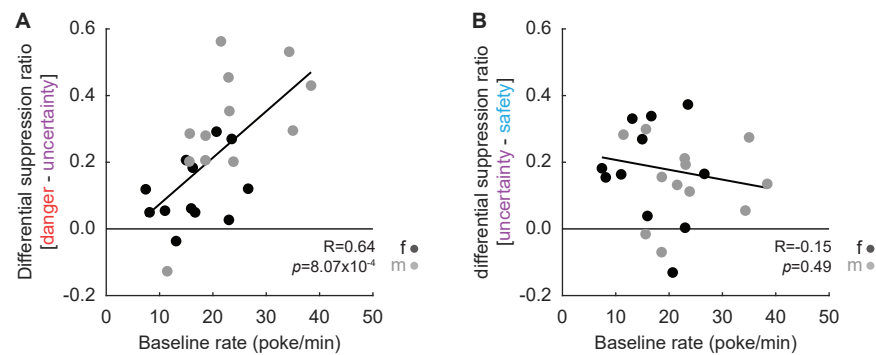 A
Differential suppression ratio
[danger - uncertainty]
0.6
0.4
0.2
0.0
-0.2
R=0.64
p=8.07x10-4
f
m
0
10
20
30
40
50
Baseline rate (poke/min)
B
differential suppression ratio
[uncertainty - safety]
0.6
0.4
0.2
0.0
-0.2
R=-0.15
p=0.49
f
m
0
10
20
30
40
50
Baseline rate (poke/min)